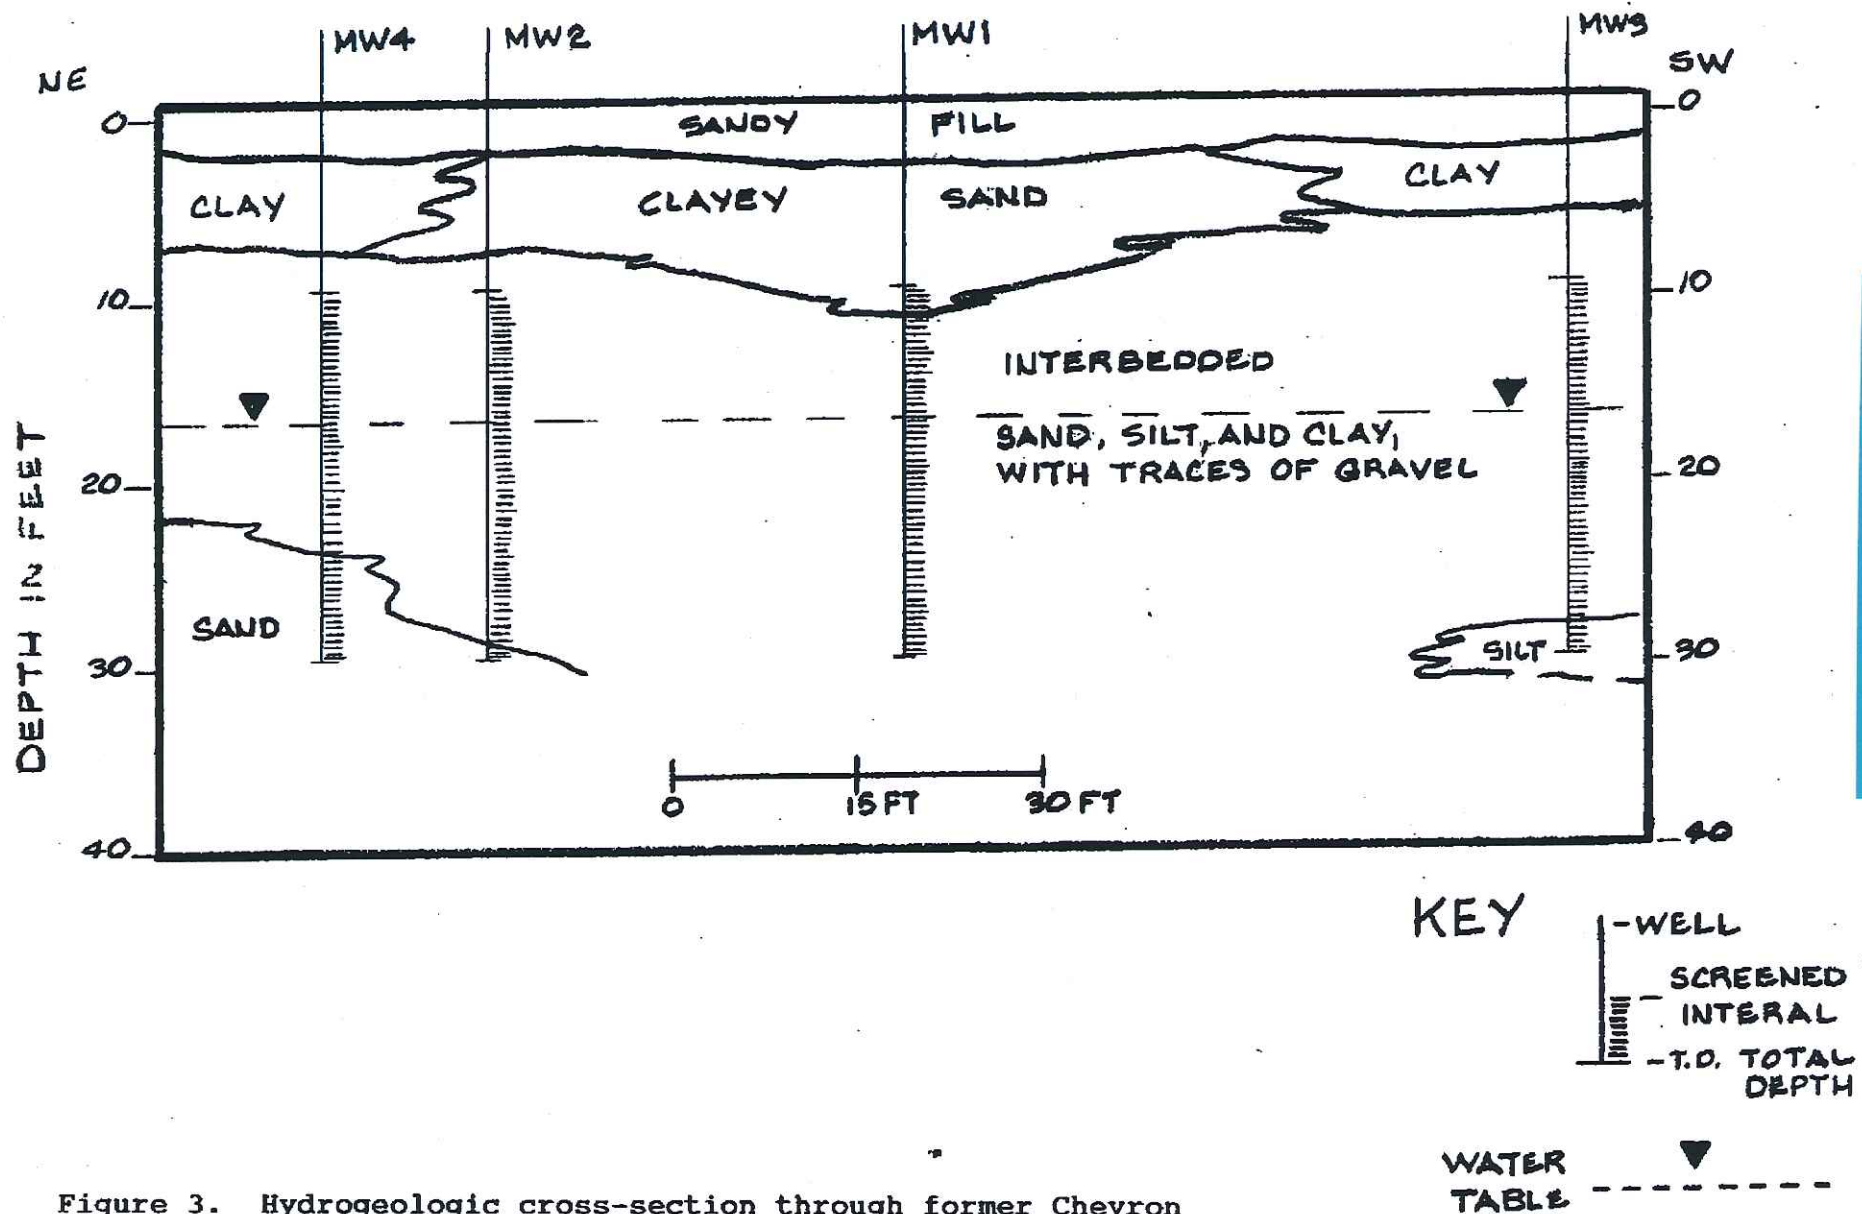 MW4
MW2
MW1
MW3
NE
SW
0
0
SANDY FILL
CLAY
CLAYEY SAND
CLAY
10
10
INTERBEDDED
SAND, SILT, AND CLAY,
WITH TRACES OF GRAVEL
20
20
DEPTH IN FEET
SAND
SILT
30
30
0
15 FT
30 FT
40
40
KEY
WELL
SCREENED
INTERAL
T.D. TOTAL
DEPTH
WATER
TABLE
Figure 3. Hydrogeologic cross-section through former Chevron